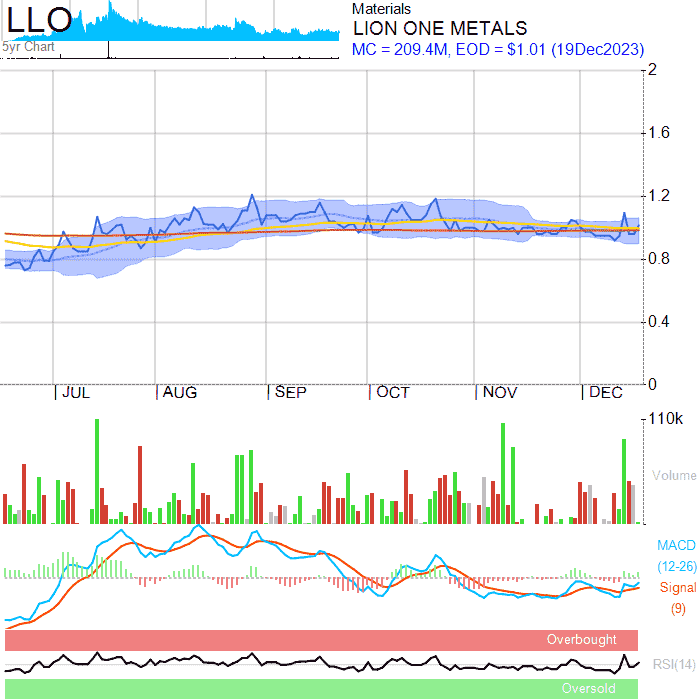 LLO
5yr Chart
Materials
LION ONE METALS
MC = 209.4M, EOD = $1.01 (19Dec2023)
2
1.6
1.2
0.8
0.4
0
JUL
AUG
SEP
OCT
NOV
DEC
110k
Volume
MACD
(12-26)
Signal
(9)
Overbought
RSI(14)
Oversold